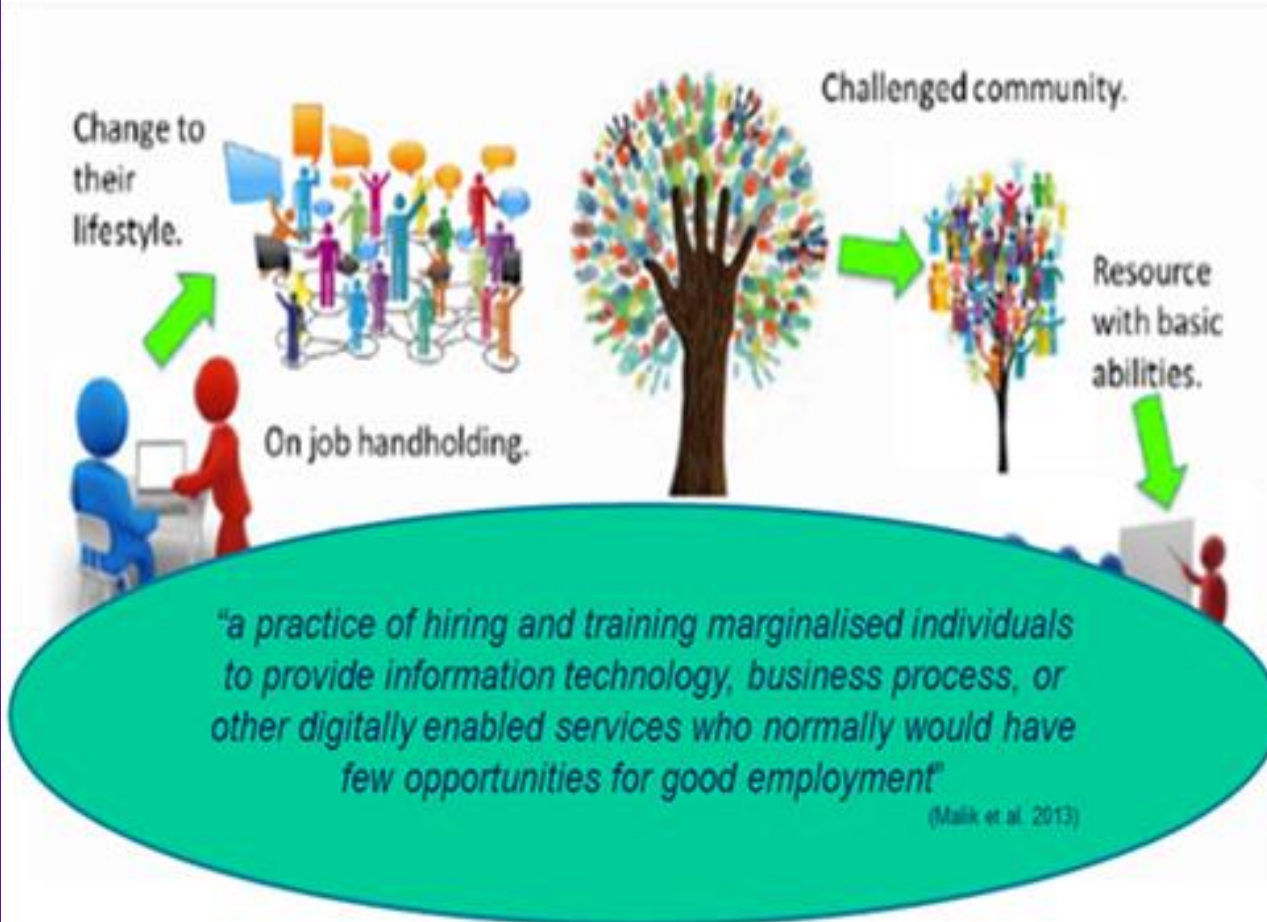 Challenged community.
Change to
their
lifestyle.
Resource
with basic
abilities.
On job handholding.
“a practice of hiring and training marginalised individuals
to provide information technology, business process, or
other digitally enabled services who normally would have
few opportunities for good employment”
(Malik et al. 2013)